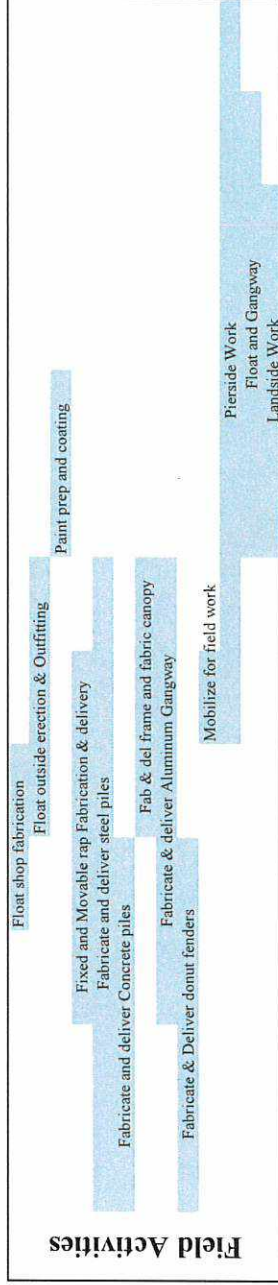 Field Activities
Float shop fabrication
Float outside erection & Outfitting
Paint prep and coating
Fixed and Movable rap Fabrication & delivery
Fabricate and deliver steel piles
Fabricate and deliver Concrete piles
Fab & del frame and fabric canopy
Fabricate & deliver Aluminum Gangway
Fabricate & Deliver donut fenders
Mobilize for field work
Pierside Work
Float and Gangway
Landside Work